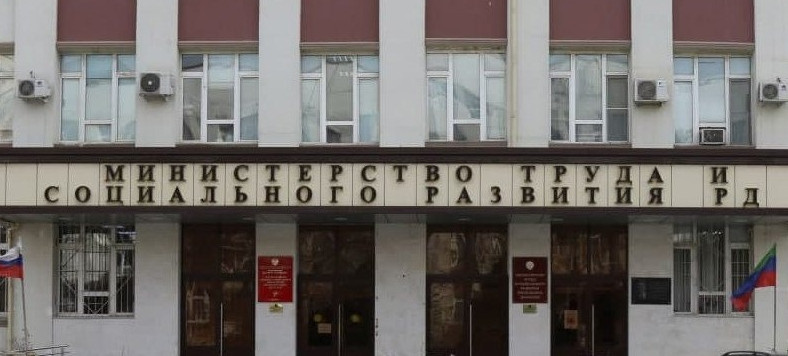 МИНИСТЕРСТВО ТРУДА И
СОЦИАЛЬНОГО РАЗВИТИЯ РД